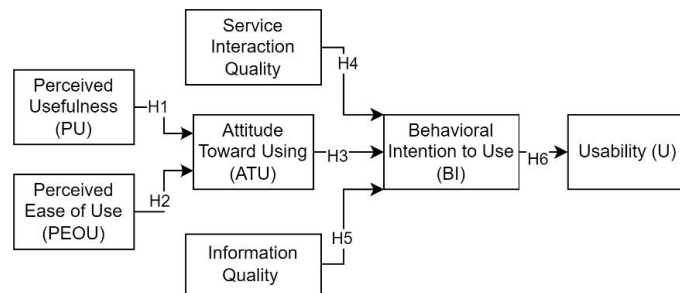 Service
Interaction
Quality
H4
Perceived
Usefulness
(PU)
H1
Attitude
Toward Using
(ATU)
H3
Behavioral
Intention to Use
(BI)
H6
Usability (U)
Perceived
Ease of Use
(PEOU)
H2
H5
Information
Quality